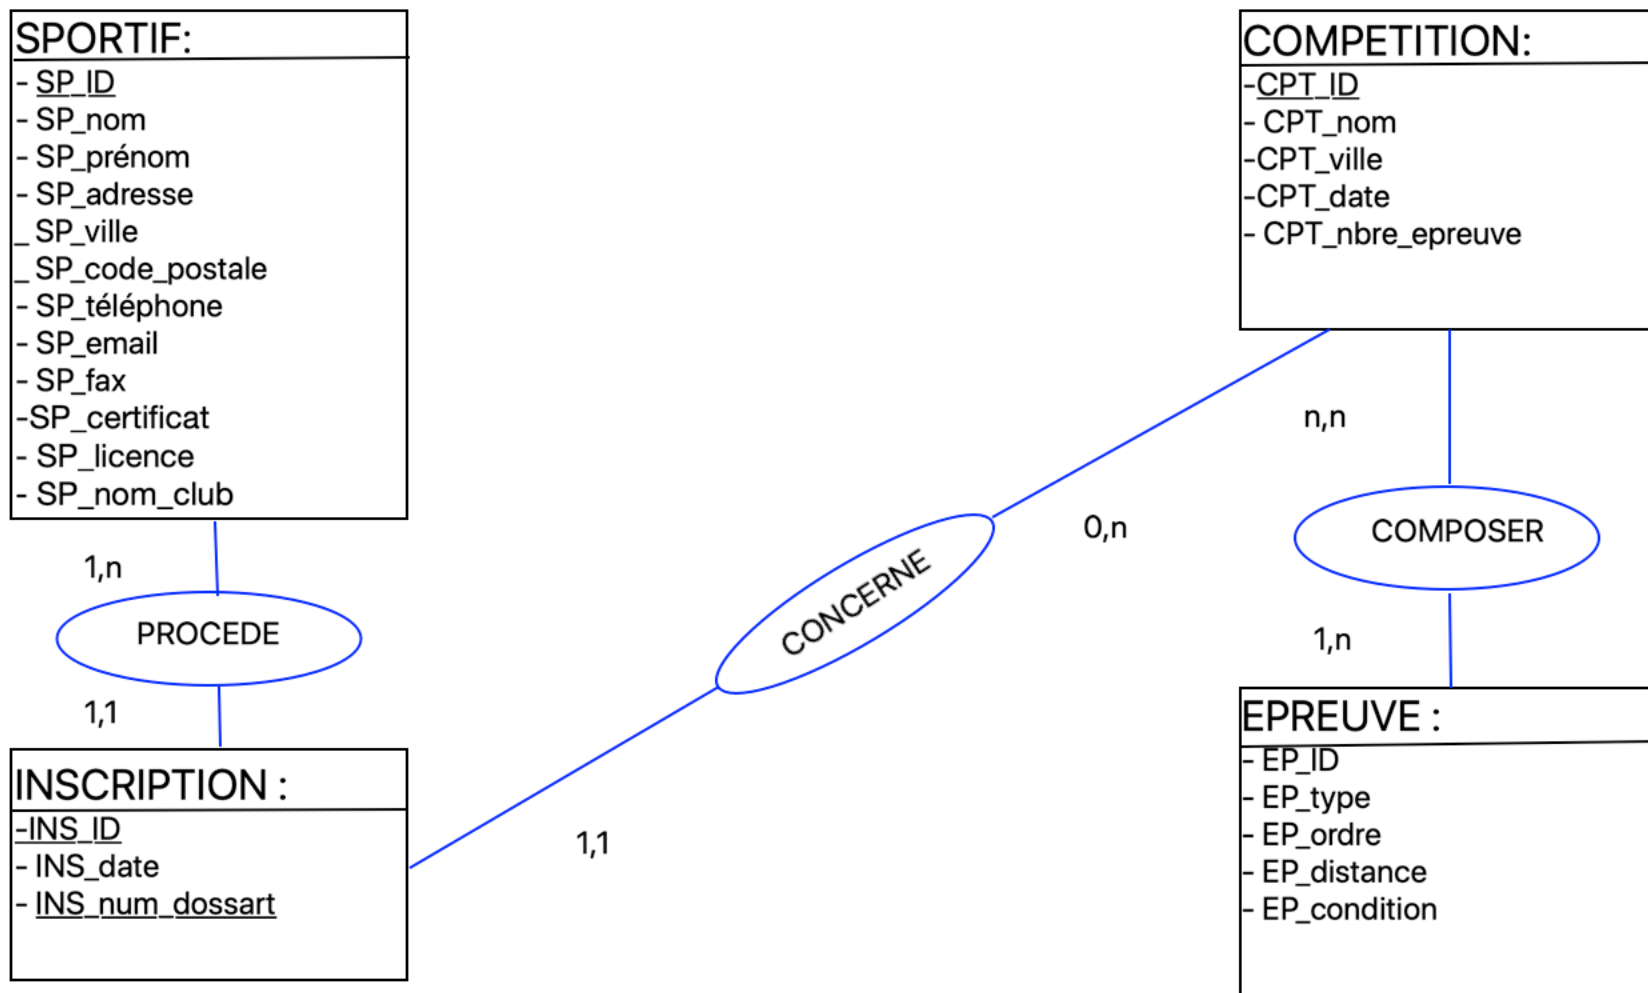 SPORTIF:
- SP_ID
- SP_nom
- SP_prénom
- SP_adresse
_ SP_ville
_ SP_code_postale
- SP_téléphone
- SP_email
- SP_fax
-SP_certificat
- SP_licence
- SP_nom_club
1,n
PROCEDE
1,1
INSCRIPTION :
-INS_ID
- INS_date
- INS_num_dossart
1,1
CONCERNE
0,n
COMPETITION:
-CPT_ID
- CPT_nom
-CPT_ville
-CPT_date
- CPT_nbre_epreuve
n,n
COMPOSER
1,n
EPREUVE :
- EP_ID
- EP_type
- EP_ordre
- EP_distance
- EP_condition